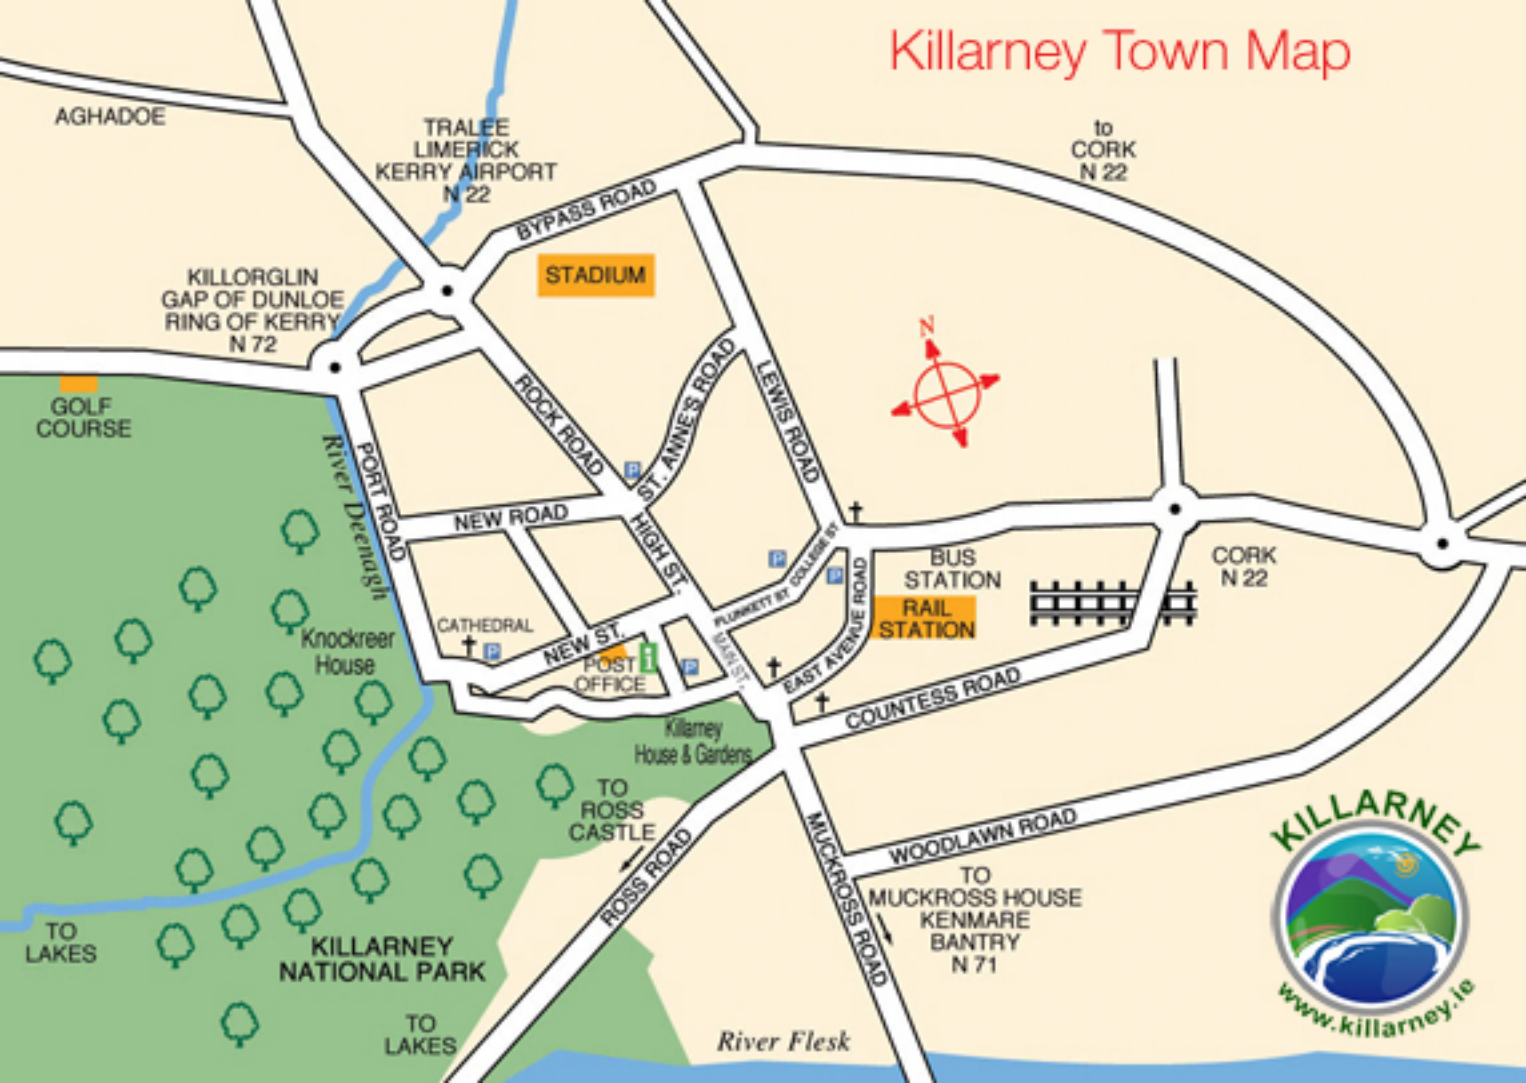 Killarney Town Map
AGHADOE
TRALEE
LIMERICK
KERRY AIRPORT
N 22
to
CORK
N 22
BYPASS ROAD
STADIUM
KILLORGLIN
GAP OF DUNLOE
RING OF KERRY
N 72
N
GOLF
COURSE
ROCK ROAD
ST. ANNE'S ROAD
LEWIS ROAD
River Deenagh
PORT ROAD
P
NEW ROAD
HIGH ST.
P
COLLEGE ST
P
PLUNKETT ST
BUS
STATION
CORK
N 22
RAIL
STATION
EAST AVENUE ROAD
CATHEDRAL
P
Knockreer
House
NEW ST.
POST
OFFICE
i
P
MAIN ST.
COUNTESS ROAD
Killarney
House & Gardens
TO
ROSS
CASTLE
ROSS ROAD
MUCKROSS ROAD
WOODLAWN ROAD
TO
MUCKROSS HOUSE
KENMARE
BANTRY
N 71
TO
LAKES
KILLARNEY
NATIONAL PARK
TO
LAKES
River Flesk
KILLARNEY
www.killarney.ie